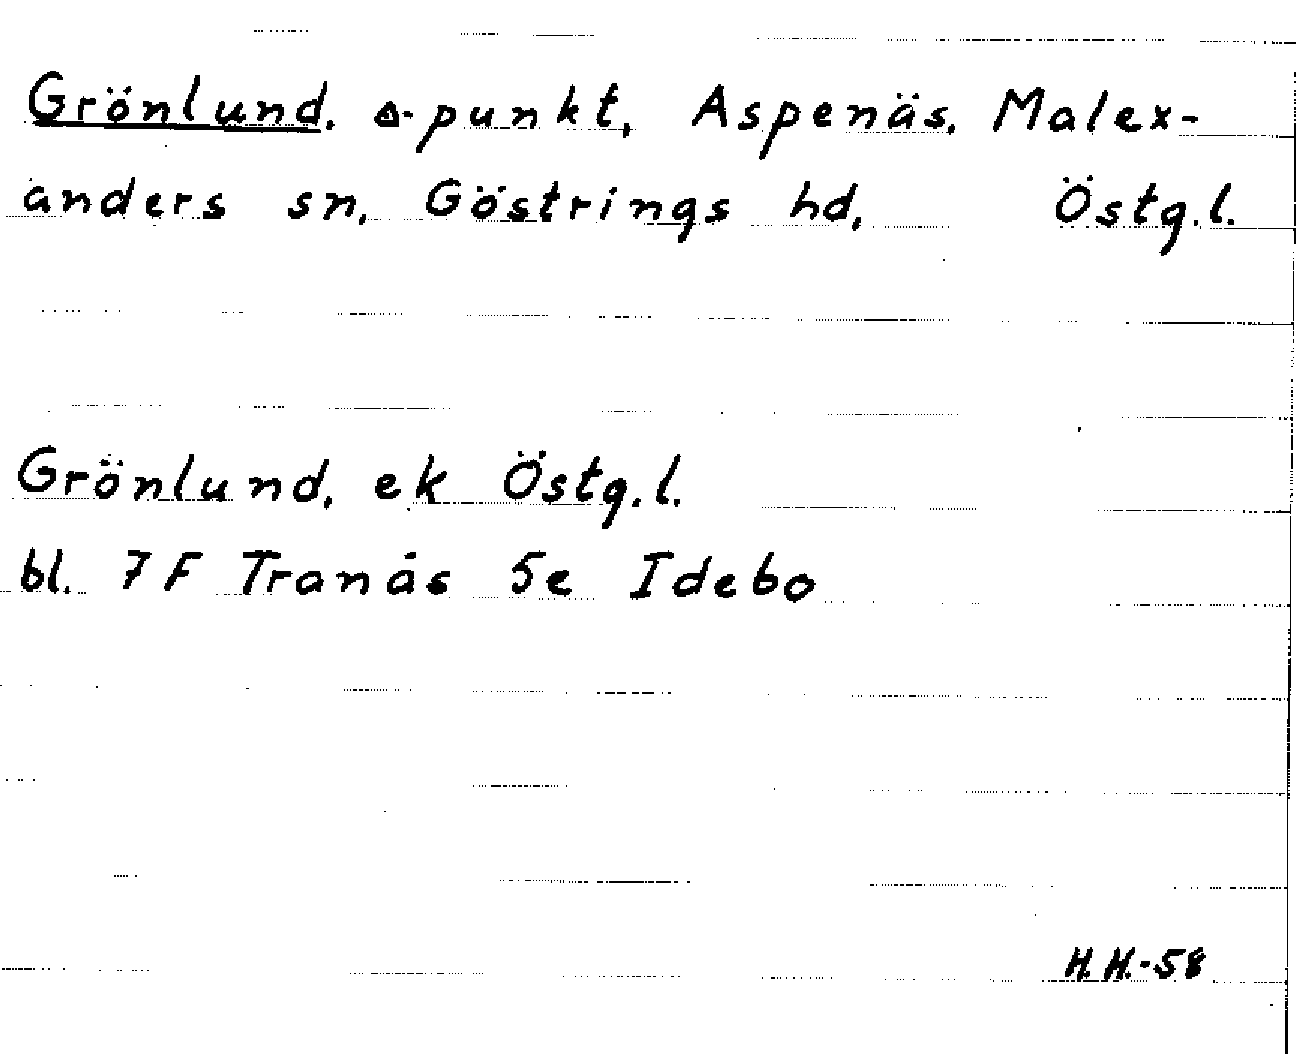 Grönlund. △-punkt, Aspenäs. Malex-
anders sn, Göstrings hd, Östg.l.
Grönlund, ek Östg.l.
bl. 7F Tranås 5e Idebo
H.H.-58